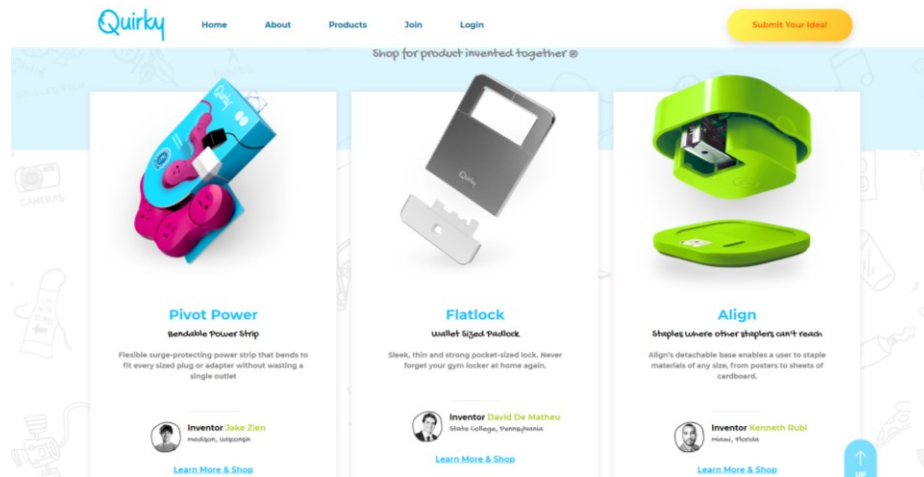 Quirky
Home
About
Products
Join
Login
Submit Your Idea!
Shop for product invented together ®
Quirky
Quirky
CAMERAS
Pivot Power
Bendable Power Strip
Flexible surge-protecting power strip that bends to
fit every sized plug or adapter without wasting a
single outlet
Inventor Jake Zien
Madison, Wisconsin
Learn More & Shop
Flatlock
Wallet Sized Padlock
Sleek, thin and strong pocket-sized lock. Never
forget your gym locker at home again.
Inventor David De Matheu
State College, Pennsylvania
Learn More & Shop
Align
Staples where other staplers can't reach
Align's detachable base enables a user to staple
materials of any size, from posters to sheets of
cardboard.
Inventor Kenneth Rubi
Miami, Florida
Learn More & Shop
UP